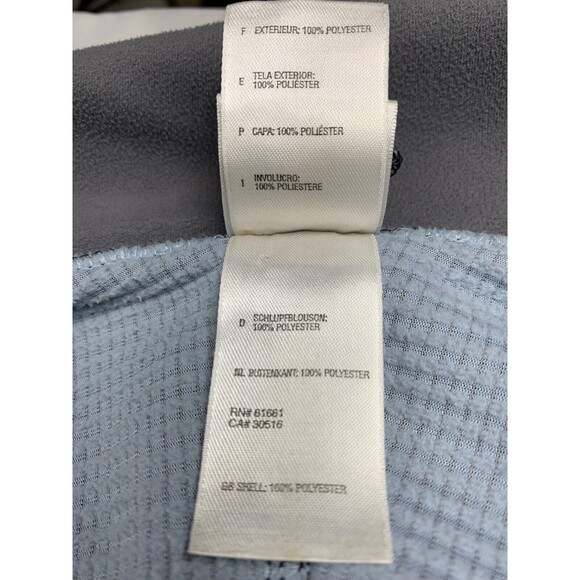 F EXTERIEUR: 100% POLYESTER
E TELA EXTERIOR:
100% POLIÉSTER
P CAPA: 100% POLIÉSTER
I INVOLUCRO:
100% POLIESTERE
D SCHLUPFBLOUSON:
100% POLYESTER
NL BUITENKANT: 100% POLYESTER
RN# 61661
CA# 30516
GB SHELL: 100% POLYESTER